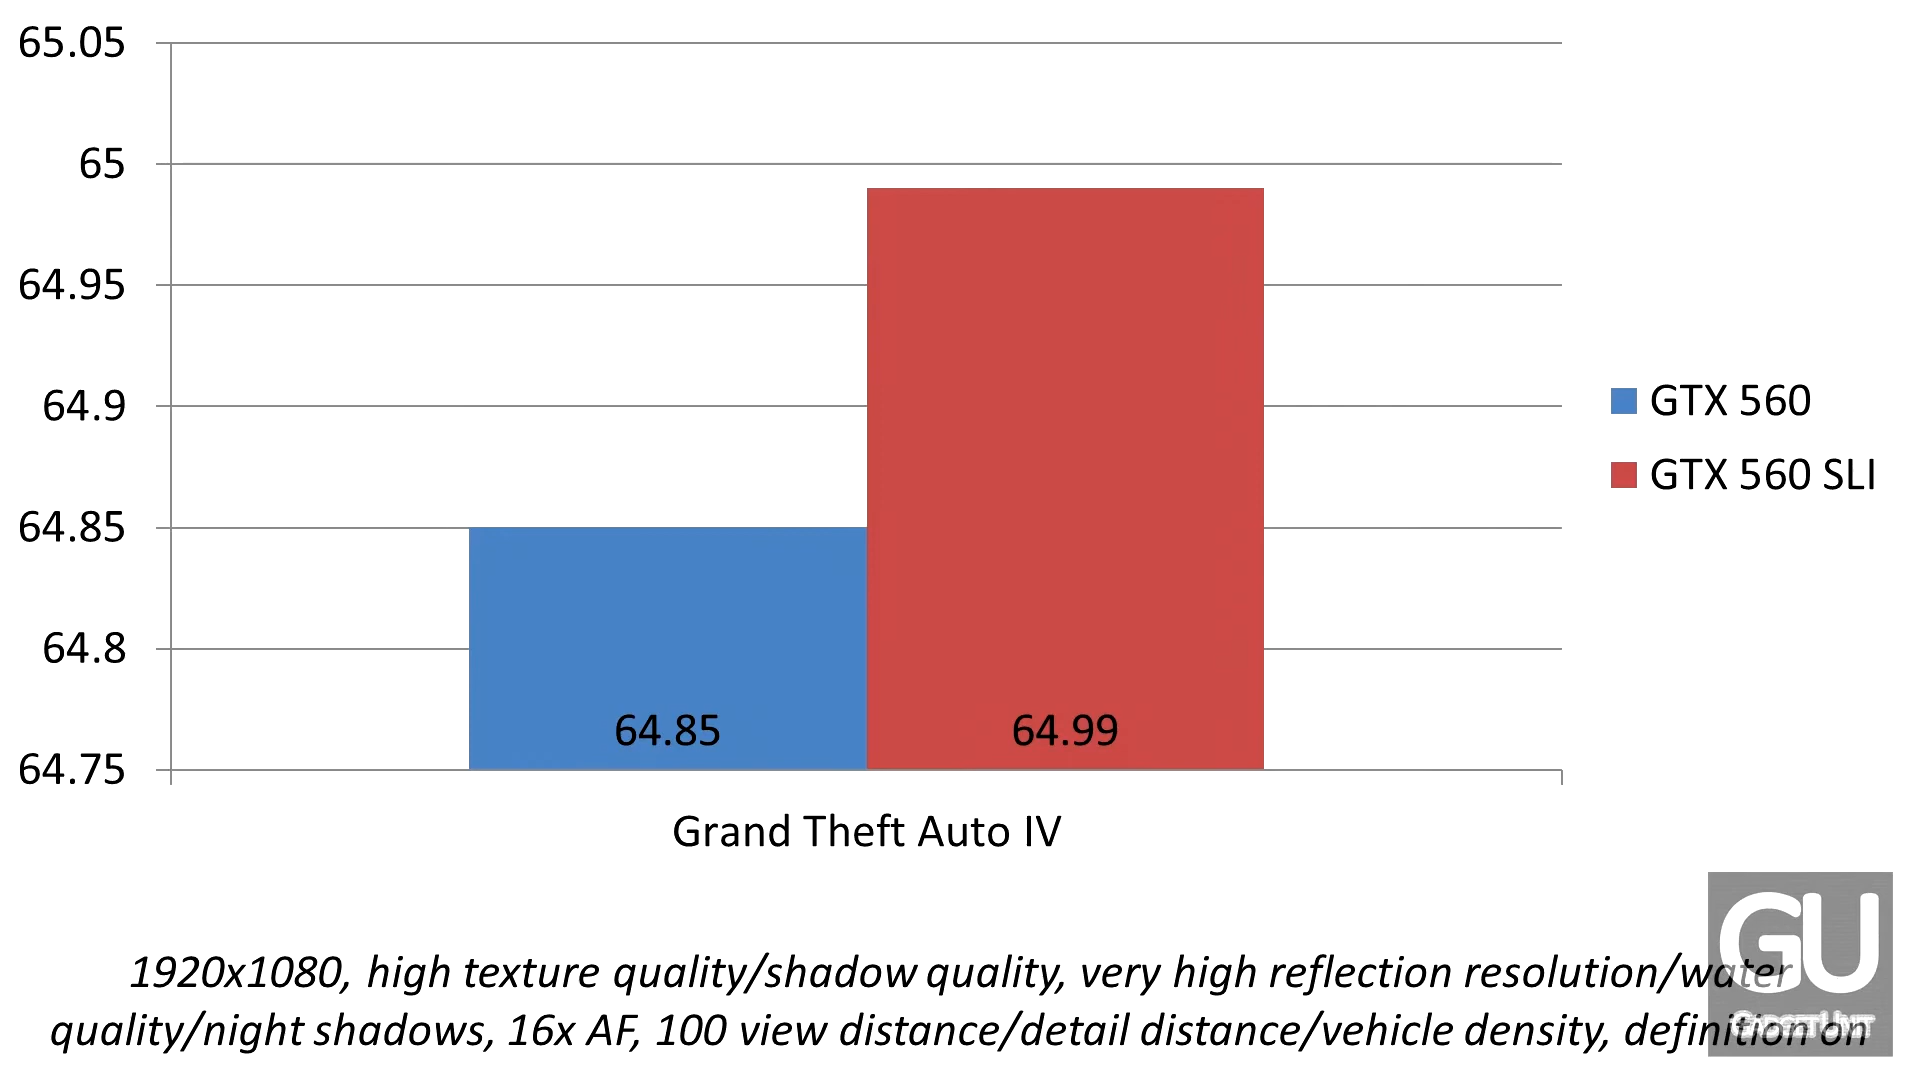 65.05
65
64.95
64.9
64.85
64.8
64.75
64.85
64.99
Grand Theft Auto IV
GTX 560
GTX 560 SLI
1920x1080, high texture quality/shadow quality, very high reflection resolution/water
quality/night shadows, 16x AF, 100 view distance/detail distance/vehicle density, definition on
GU
GADGETUNIT